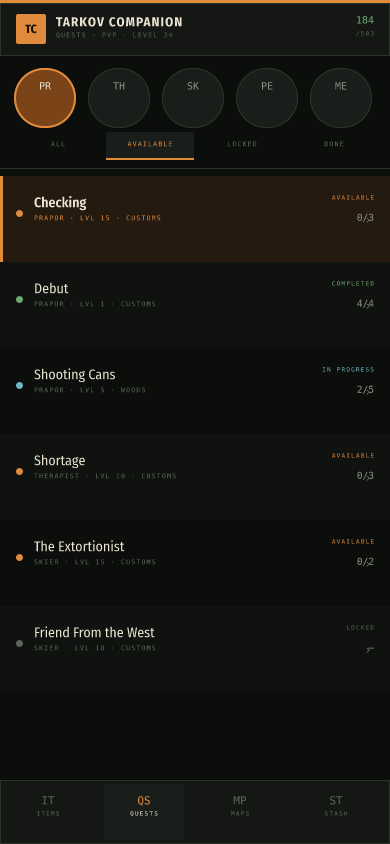 TC
TARKOV COMPANION
QUESTS · PVP · LEVEL 34
184
/503
PR
TH
SK
PE
ME
ALL
AVAILABLE
LOCKED
DONE
Checking
PRAPOR · LVL 15 · CUSTOMS
AVAILABLE
0/3
Debut
PRAPOR · LVL 1 · CUSTOMS
COMPLETED
4/4
Shooting Cans
PRAPOR · LVL 5 · WOODS
IN PROGRESS
2/5
Shortage
THERAPIST · LVL 10 · CUSTOMS
AVAILABLE
0/3
The Extortionist
SKIER · LVL 15 · CUSTOMS
AVAILABLE
0/2
Friend From the West
SKIER · LVL 18 · CUSTOMS
LOCKED
IT
ITEMS
QS
QUESTS
MP
MAPS
ST
STASH